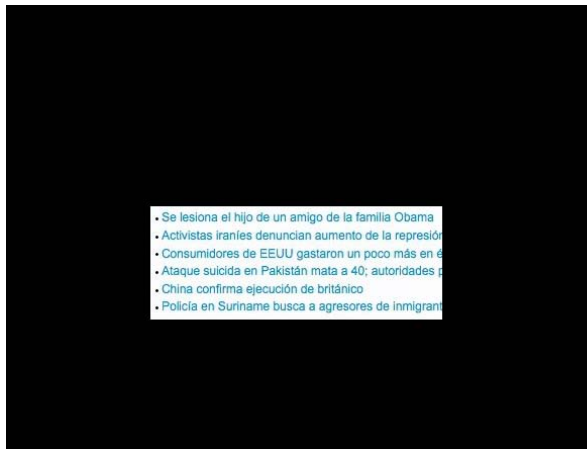 • Se lesiona el hijo de un amigo de la familia Obama
• Activistas iraníes denuncian aumento de la represión
• Consumidores de EEUU gastaron un poco más en é
• Ataque suicida en Pakistán mata a 40; autoridades p
• China confirma ejecución de británico
• Policía en Suriname busca a agresores de inmigrant